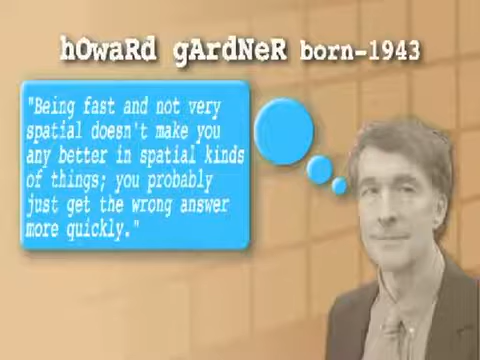 hOwaRd gArdNeR born-1943
"Being fast and not very
spatial doesn't make you
any better in spatial kinds
of things; you probably
just get the wrong answer
more quickly."